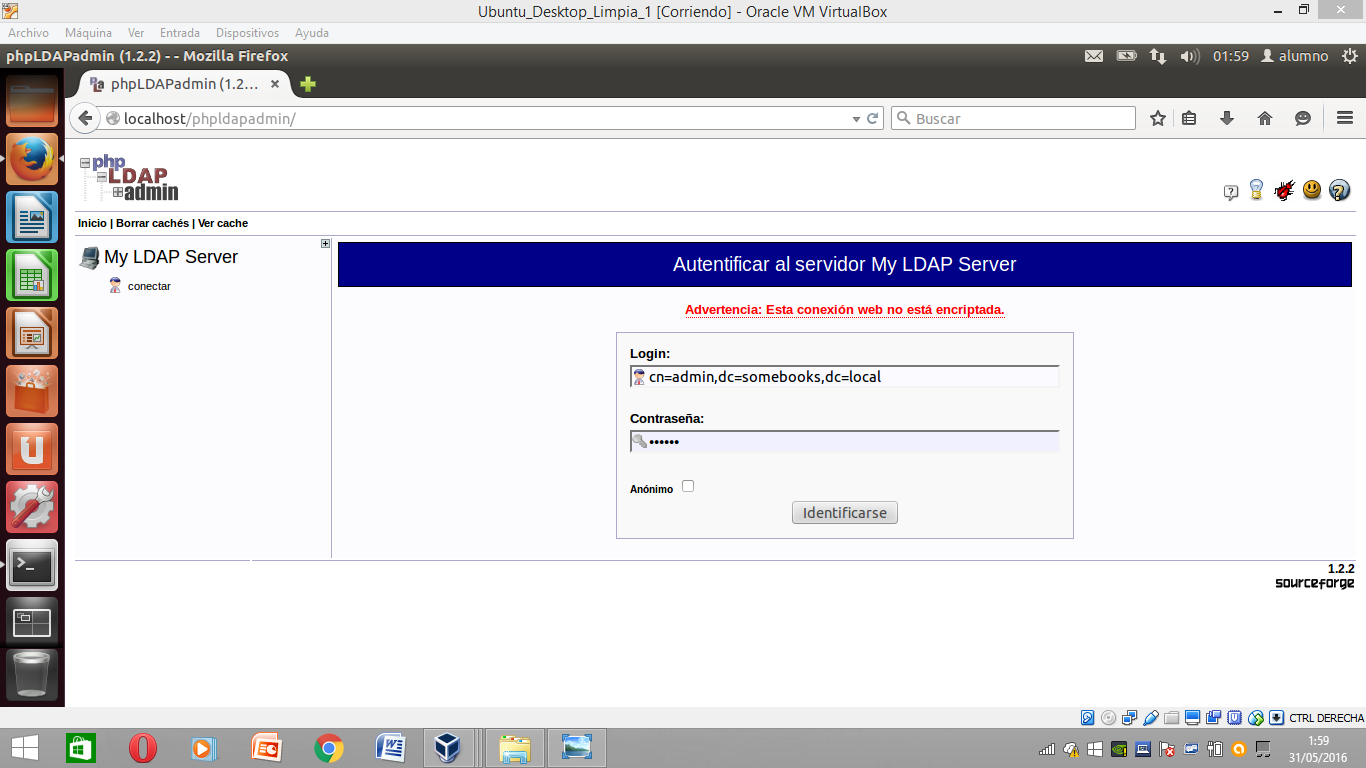 Ubuntu_Desktop_Limpia_1 [Corriendo] - Oracle VM VirtualBox
Archivo Máquina Ver Entrada Dispositivos Ayuda
phpLDAPadmin (1.2.2) - - Mozilla Firefox 01:59 alumno
phpLDAPadmin (1.2...
localhost/phpldapadmin/ Buscar
php
LDAP
admin
Inicio | Borrar cachés | Ver cache
My LDAP Server
conectar
Autentificar al servidor My LDAP Server
Advertencia: Esta conexión web no está encriptada.
Login:
cn=admin,dc=somebooks,dc=local
Contraseña:
••••••
Anónimo
Identificarse
1.2.2
sourceforge
CTRL DERECHA
1:59
31/05/2016